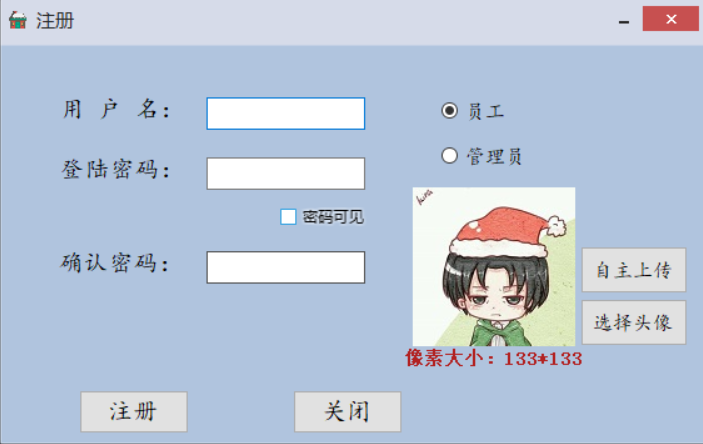 注册
用 户 名：
员工
登陆密码：
管理员
密码可见
确认密码：
自主上传
选择头像
像素大小：133*133
注册
关闭